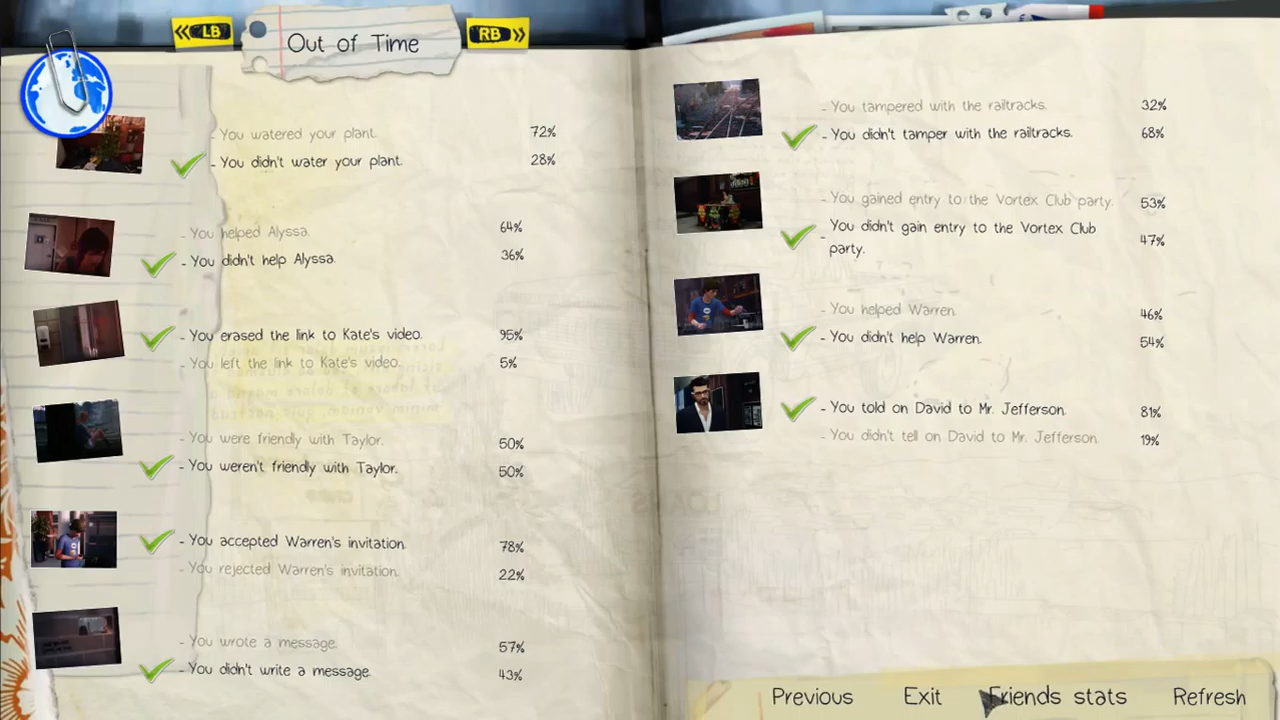 LB
Out of Time
RB
- You watered your plant. 72%
- You didn't water your plant. 28%
- You helped Alyssa. 64%
- You didn't help Alyssa. 36%
- You erased the link to Kate's video. 95%
- You left the link to Kate's video. 5%
- You were friendly with Taylor. 50%
- You weren't friendly with Taylor. 50%
- You accepted Warren's invitation. 78%
- You rejected Warren's invitation. 22%
- You wrote a message. 57%
- You didn't write a message. 43%
- You tampered with the railtracks. 32%
- You didn't tamper with the railtracks. 68%
- You gained entry to the Vortex Club party. 53%
- You didn't gain entry to the Vortex Club
party. 47%
- You helped Warren. 46%
- You didn't help Warren. 54%
- You told on David to Mr. Jefferson. 81%
- You didn't tell on David to Mr. Jefferson. 19%
Previous Exit Friends stats Refresh